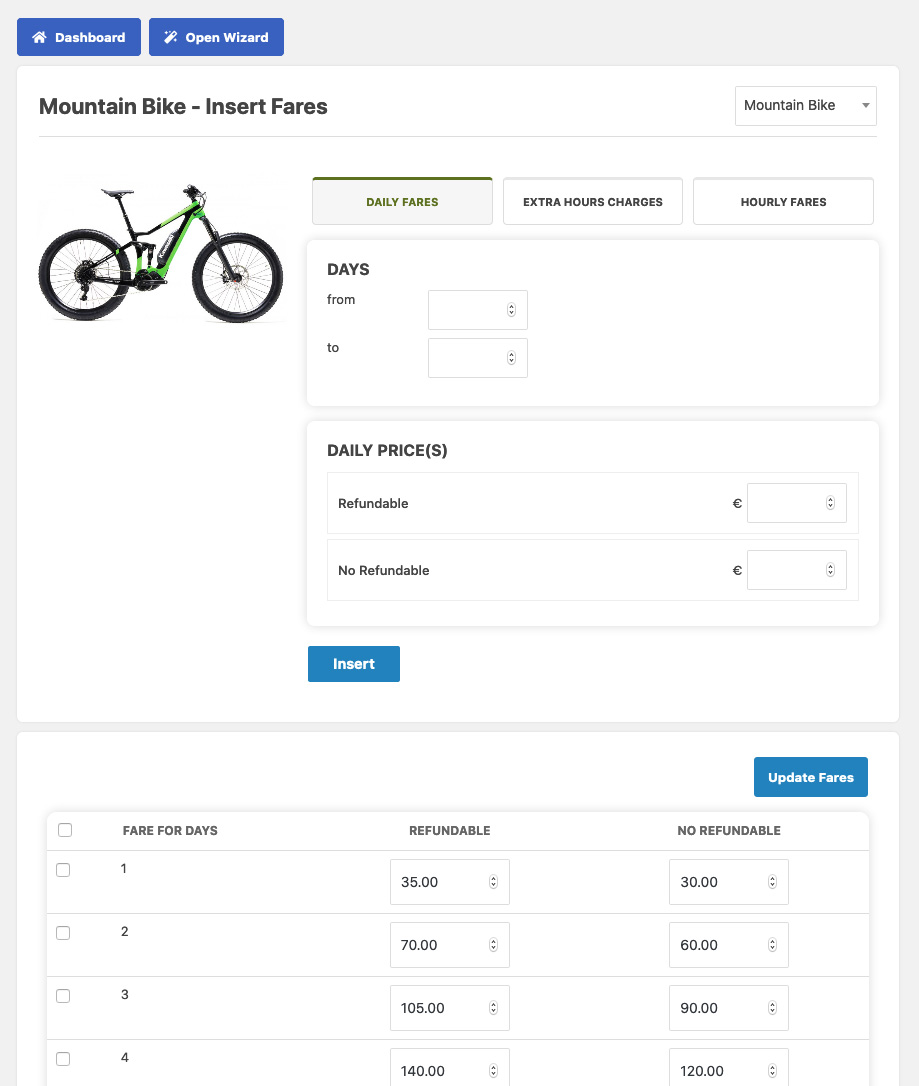 Dashboard
Open Wizard
Mountain Bike - Insert Fares
Mountain Bike
DAILY FARES
EXTRA HOURS CHARGES
HOURLY FARES
DAYS
from
to
DAILY PRICE(S)
Refundable
€
No Refundable
€
Insert
Update Fares
FARE FOR DAYS REFUNDABLE NO REFUNDABLE
1 35.00 30.00
2 70.00 60.00
3 105.00 90.00
4 140.00 120.00